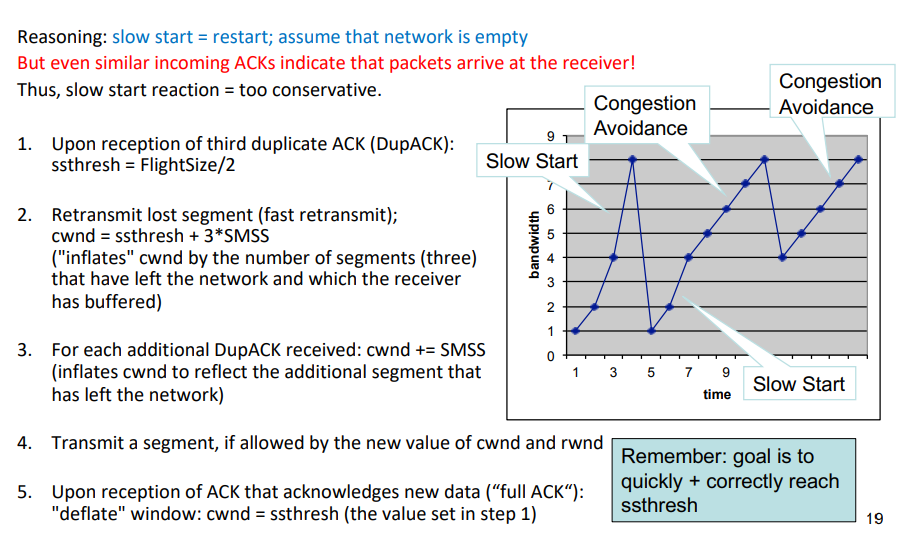 Reasoning: slow start = restart; assume that network is empty
But even similar incoming ACKs indicate that packets arrive at the receiver!
Thus, slow start reaction = too conservative.
1. Upon reception of third duplicate ACK (DupACK):
ssthresh = FlightSize/2
2. Retransmit lost segment (fast retransmit);
cwnd = ssthresh + 3*SMSS
("inflates" cwnd by the number of segments (three)
that have left the network and which the receiver
has buffered)
3. For each additional DupACK received: cwnd += SMSS
(inflates cwnd to reflect the additional segment that
has left the network)
4. Transmit a segment, if allowed by the new value of cwnd and rwnd
5. Upon reception of ACK that acknowledges new data (“full ACK“):
"deflate" window: cwnd = ssthresh (the value set in step 1)
Congestion
Avoidance
Congestion
Avoidance
Slow Start
bandwidth
9
7
6
5
4
3
2
1
0
1 3 5 7 9
time
Slow Start
Remember: goal is to
quickly + correctly reach
ssthresh
19